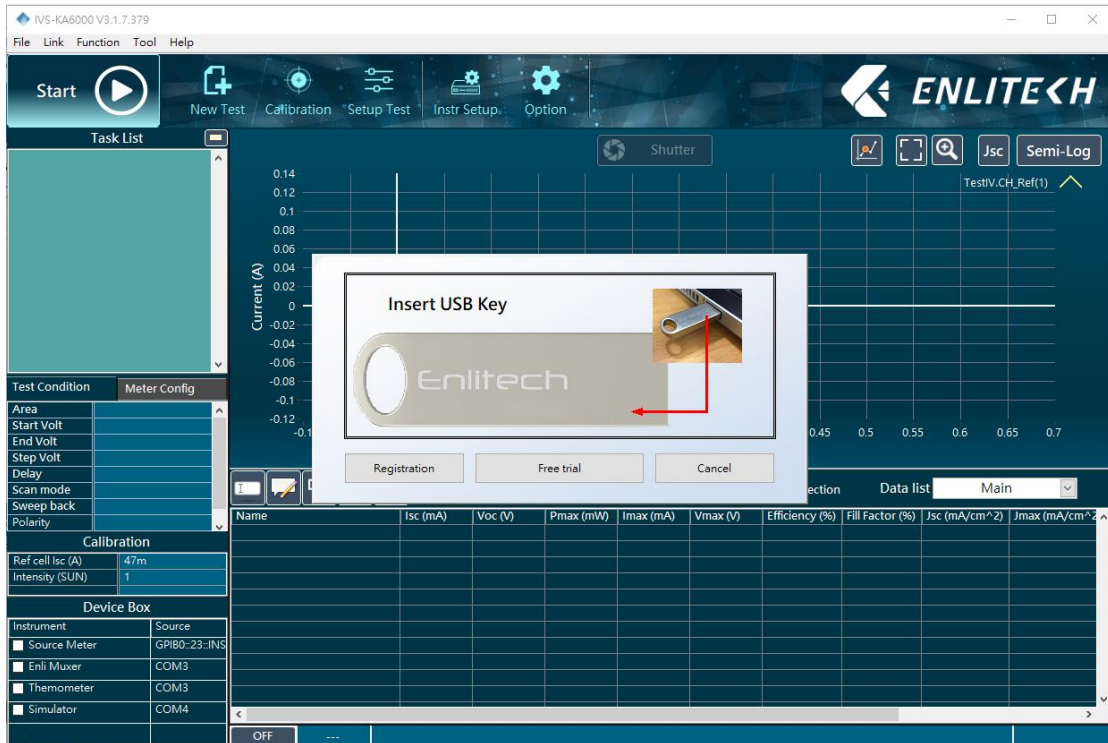 IVS-KA6000 V3.1.7.379
File Link Function Tool Help
Start
New Test
Calibration
Setup Test
Instr Setup
Option
ENLITECH
Task List
Shutter
Jsc
Semi-Log
TestIV.CH_Ref(1)
0.14
0.12
0.1
0.08
0.06
0.04
0.02
0
-0.02
-0.04
-0.06
-0.08
-0.1
-0.12
Current (A)
0.45 0.5 0.55 0.6 0.65 0.7
Insert USB Key
Enlitech
Registration
Free trial
Cancel
Test Condition
Meter Config
Area
Start Volt
End Volt
Step Volt
Delay
Scan mode
Sweep back
Polarity
Calibration
Ref cell Isc (A) 47m
Intensity (SUN) 1
Device Box
Instrument Source
Source Meter GPIB0::23::INS
Enli Muxer COM3
Themometer COM3
Simulator COM4
Data list Main
Name Isc (mA) Voc (V) Pmax (mW) Imax (mA) Vmax (V) Efficiency (%) Fill Factor (%) Jsc (mA/cm^2) Jmax (mA/cm^2
OFF ---